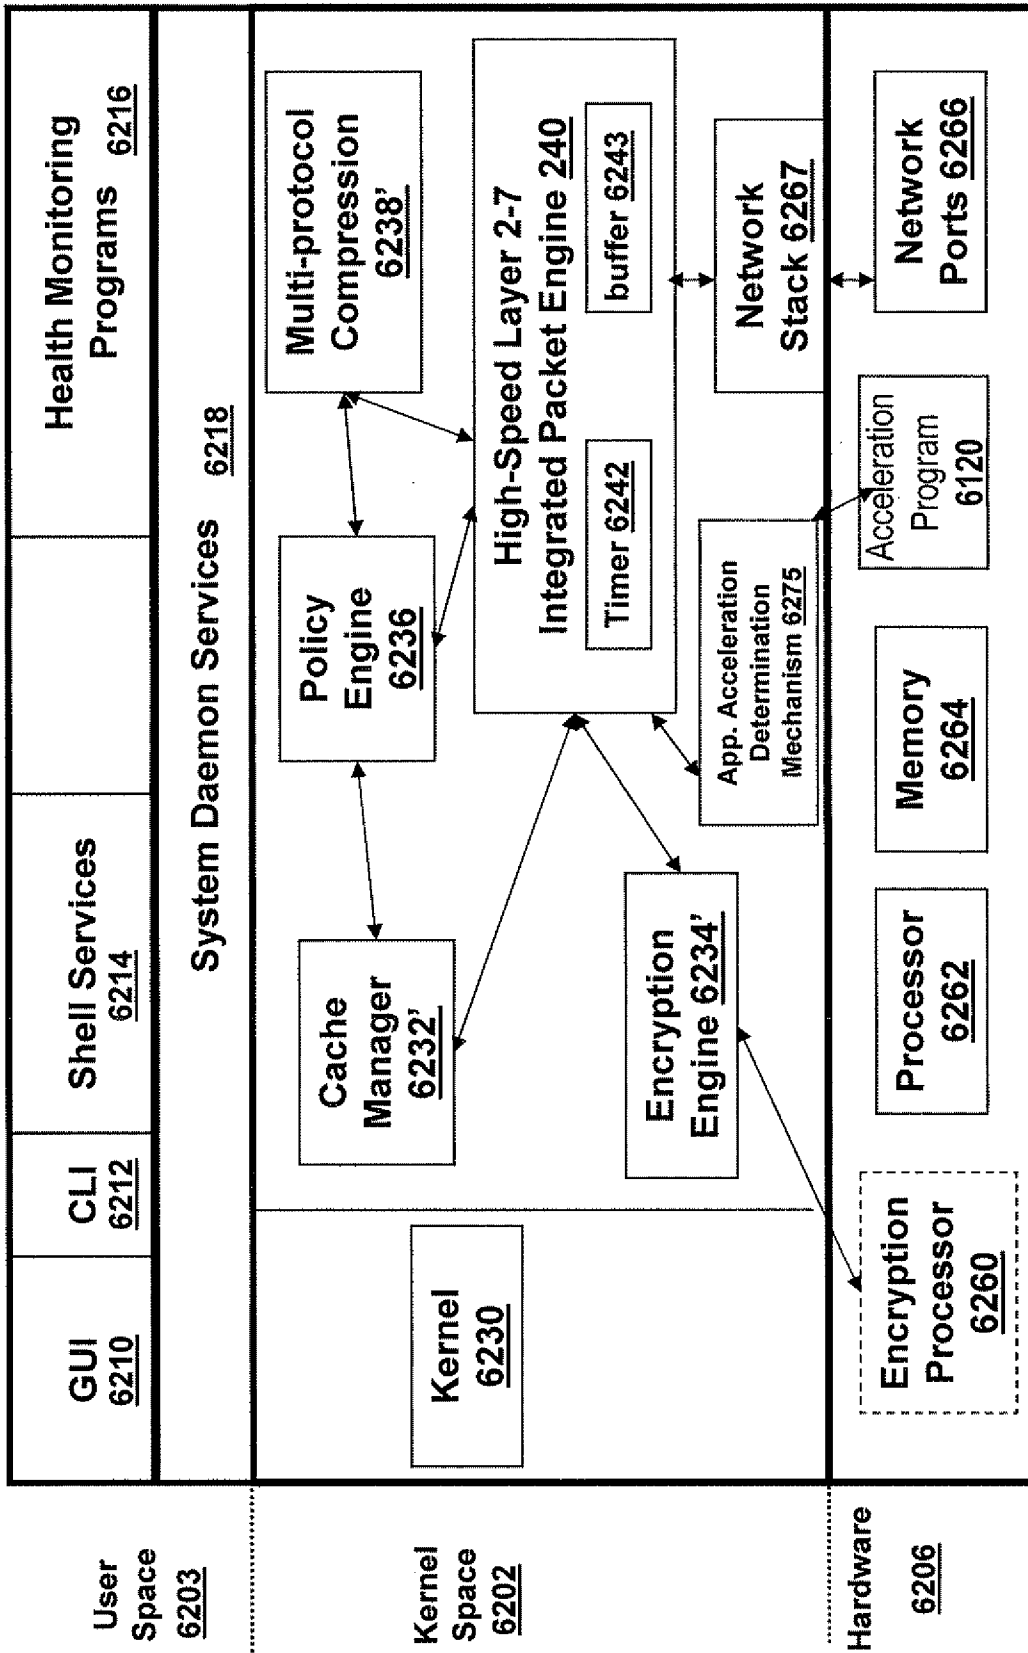 User
Space
6203
GUI
6210
CLI
6212
Shell Services
6214
Health Monitoring
Programs
6216
System Daemon Services
6218
Kernel
Space
6202
Kernel
6230
Cache
Manager
6232'
Policy
Engine
6236
Multi-protocol
Compression
6238'
High-Speed Layer 2-7
Integrated Packet Engine 240
Timer 6242
buffer 6243
Encryption
Engine 6234'
App. Acceleration
Determination
Mechanism 6275
Network
Stack 6267
Hardware
6206
Encryption
Processor
6260
Processor
6262
Memory
6264
Acceleration
Program
6120
Network
Ports 6266